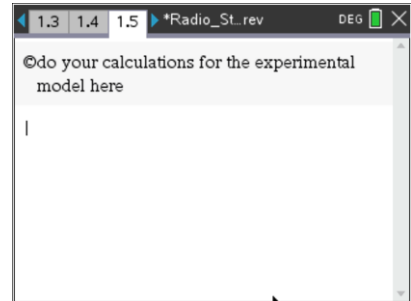 1.3 1.4 1.5 *Radio_St…rev DEG
©do your calculations for the experimental
model here